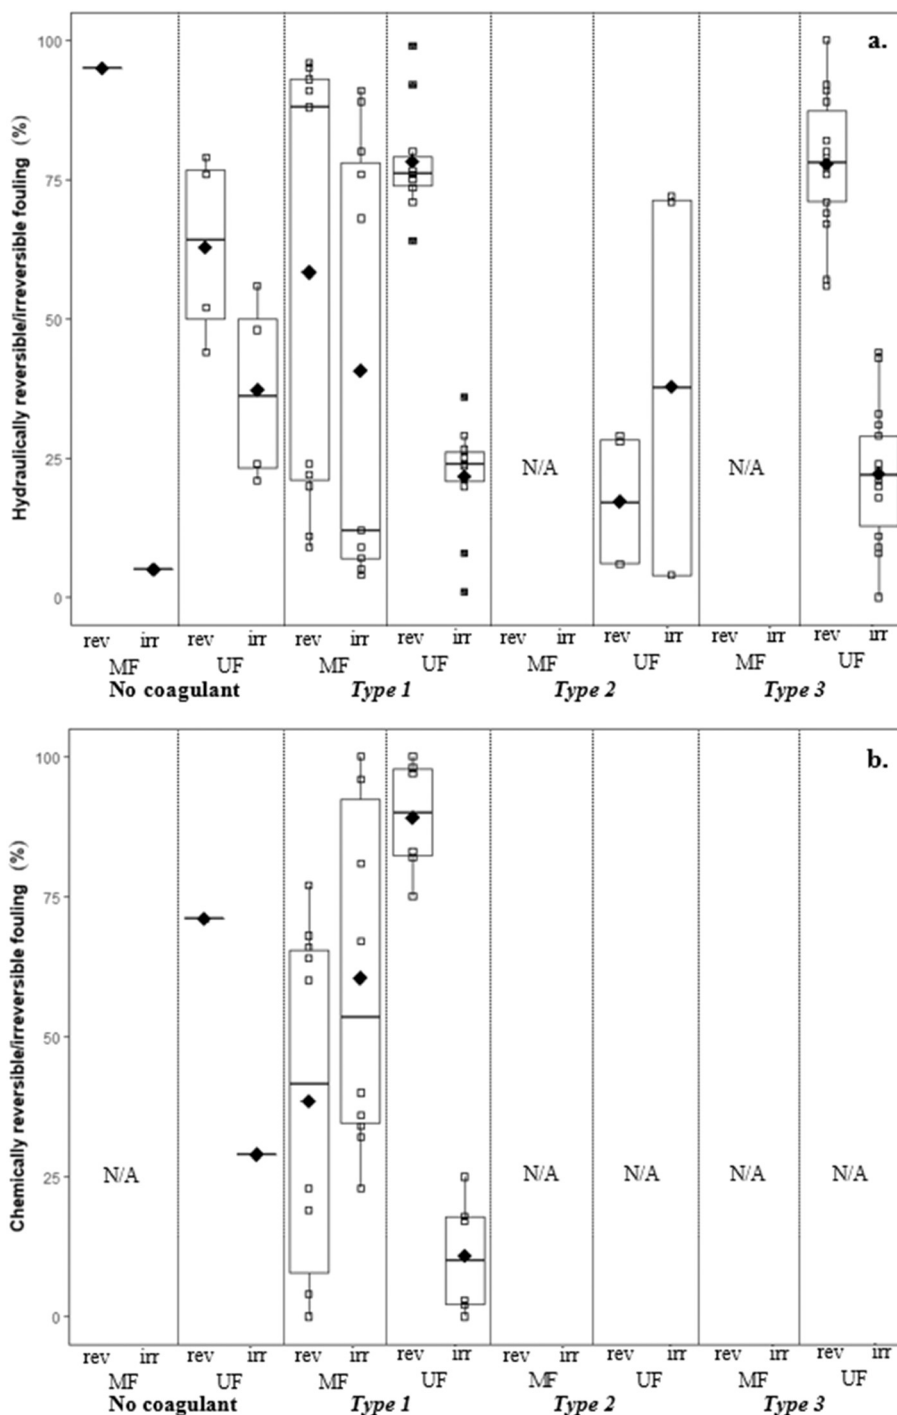 a.
Hydraulically reversible/irreversible fouling (%)
100
75
50
25
0
N/A
N/A
rev irr rev irr rev irr rev irr rev irr rev irr rev irr rev irr
MF UF MF UF MF UF MF UF
No coagulant Type 1 Type 2 Type 3
b.
Chemically reversible/irreversible fouling (%)
100
75
50
25
0
N/A
N/A
N/A
N/A
N/A
rev irr rev irr rev irr rev irr rev irr rev irr rev irr rev irr
MF UF MF UF MF UF MF UF
No coagulant Type 1 Type 2 Type 3